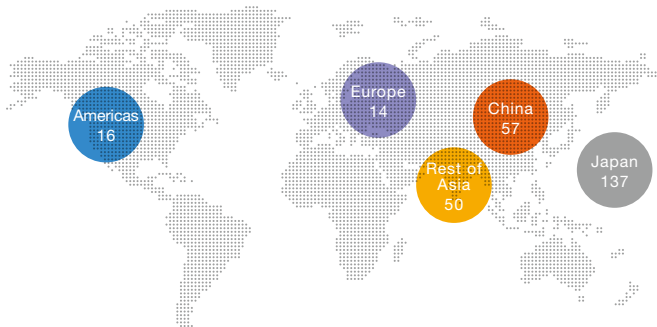 Americas
16
Europe
14
China
57
Rest of
Asia
50
Japan
137